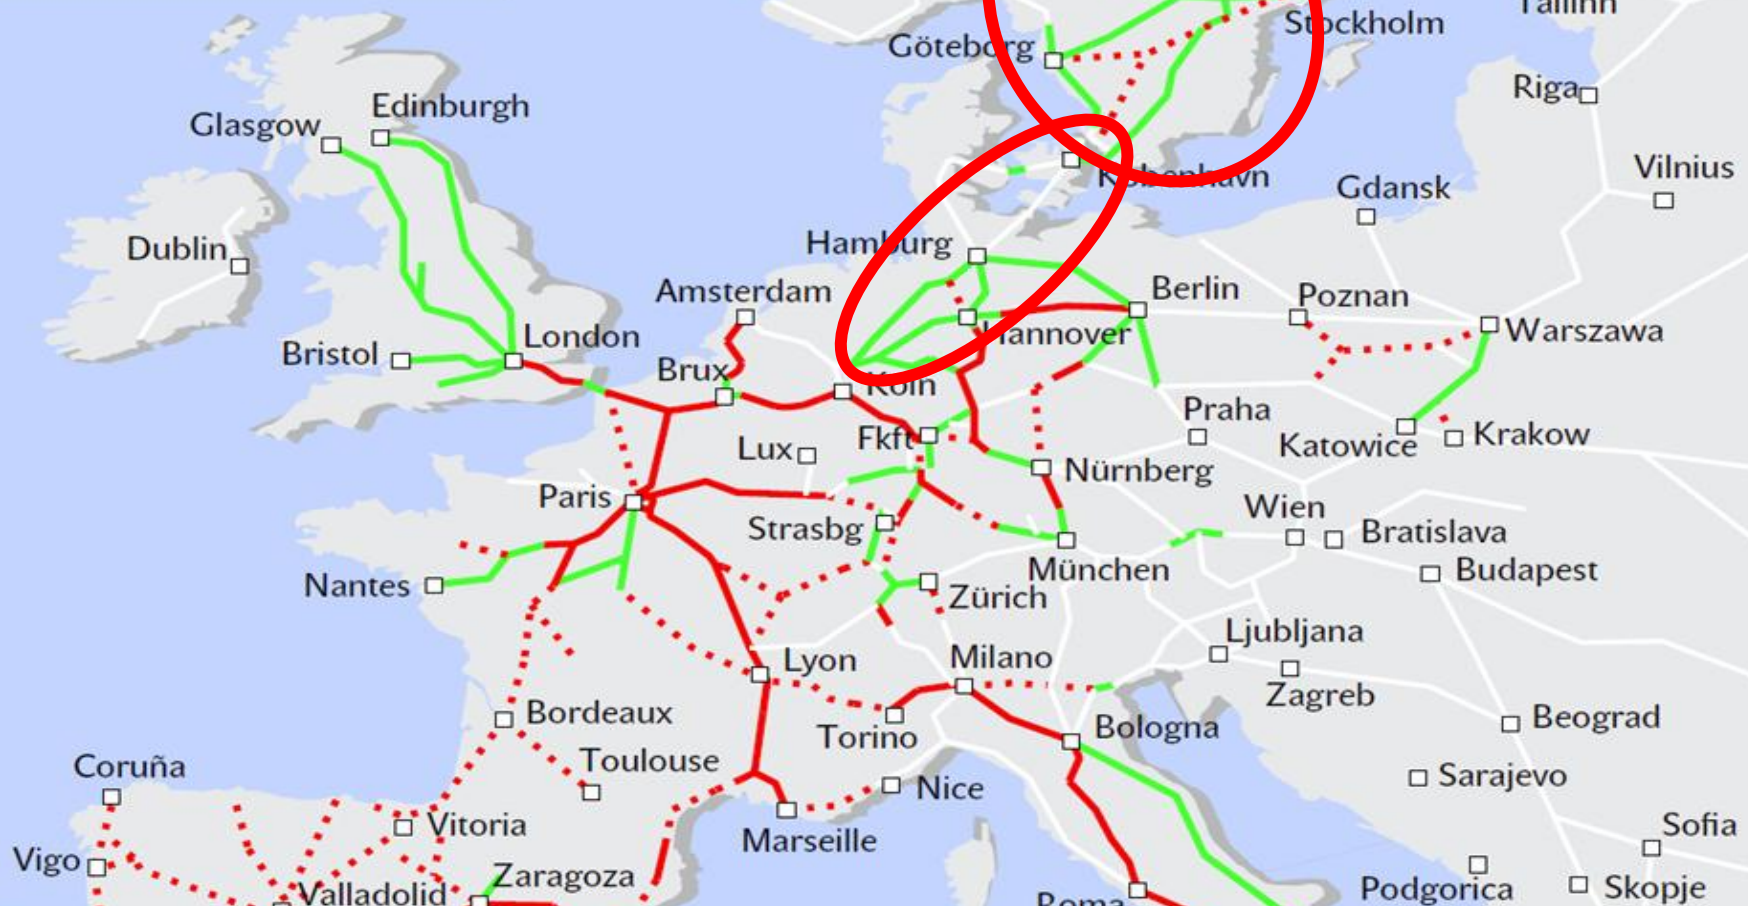 Tallinn
Stockholm
Göteborg
Riga
Edinburgh
Glasgow
Vilnius
København
Gdansk
Dublin
Hamburg
Amsterdam
Berlin
Poznan
London
Hannover
Warszawa
Bristol
Brux
Köln
Praha
Lux
Fkft
Katowice
Krakow
Nürnberg
Paris
Wien
Strasbg
Bratislava
München
Budapest
Nantes
Zürich
Ljubljana
Lyon
Milano
Zagreb
Bordeaux
Torino
Bologna
Beograd
Coruña
Toulouse
Nice
Sarajevo
Vitoria
Marseille
Sofia
Vigo
Zaragoza
Valladolid
Podgorica
Skopje
Roma